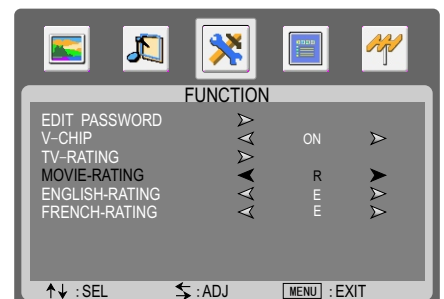 FUNCTION
EDIT PASSWORD
V-CHIP ON
TV-RATING
MOVIE-RATING R
ENGLISH-RATING E
FRENCH-RATING E
: SEL : ADJ MENU : EXIT